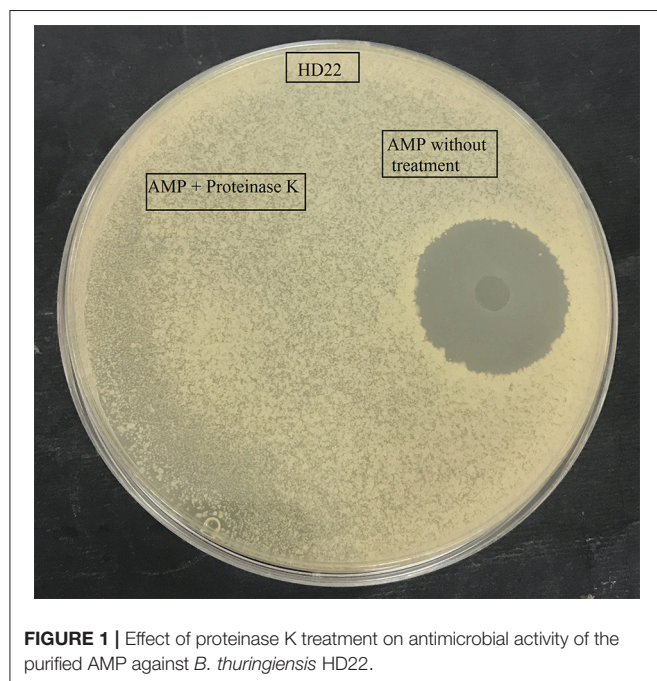 HD22
AMP without
treatment
AMP + Proteinase K
FIGURE 1 | Effect of proteinase K treatment on antimicrobial activity of the
purified AMP against B. thuringiensis HD22.